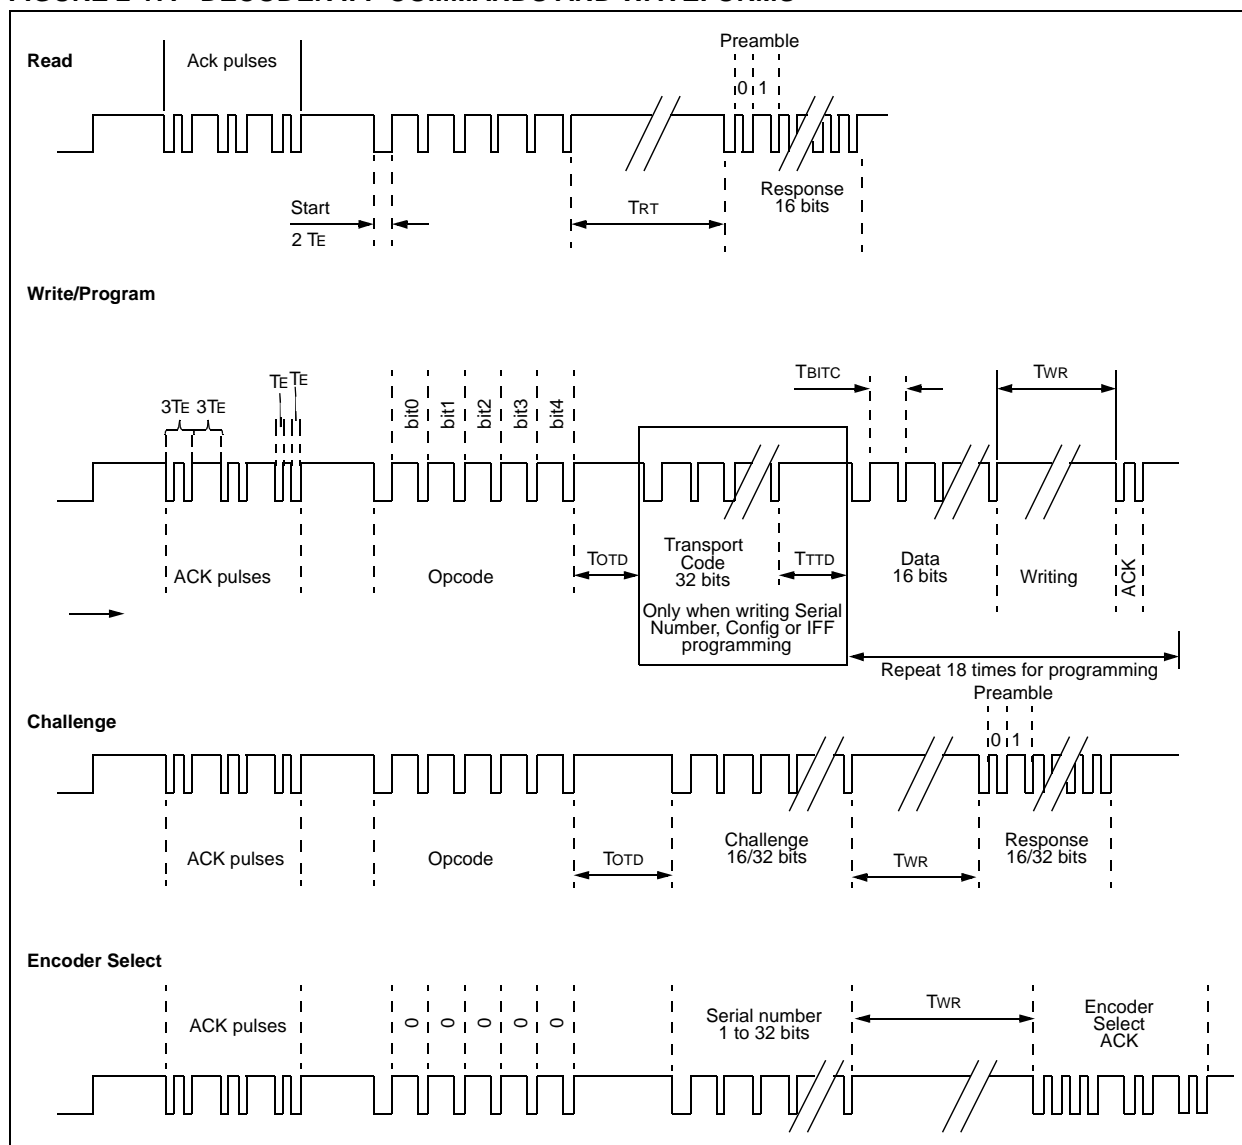 Preamble
Read
Ack pulses
0 1
Response
16 bits
Start
TRT
2 TE
Write/Program
TE TE
TBITC
TWR
3TE 3TE
bit0
bit1
bit2
bit3
bit4
TOTD
Transport
Code
32 bits
TTTD
Data
16 bits
ACK pulses
Opcode
Writing
ACK
Only when writing Serial
Number, Config or IFF
programming
Repeat 18 times for programming
Preamble
Challenge
0 1
ACK pulses
Opcode
TOTD
Challenge
16/32 bits
TWR
Response
16/32 bits
Encoder Select
ACK pulses
0 0 0 0 0
Serial number
1 to 32 bits
TWR
Encoder
Select
ACK